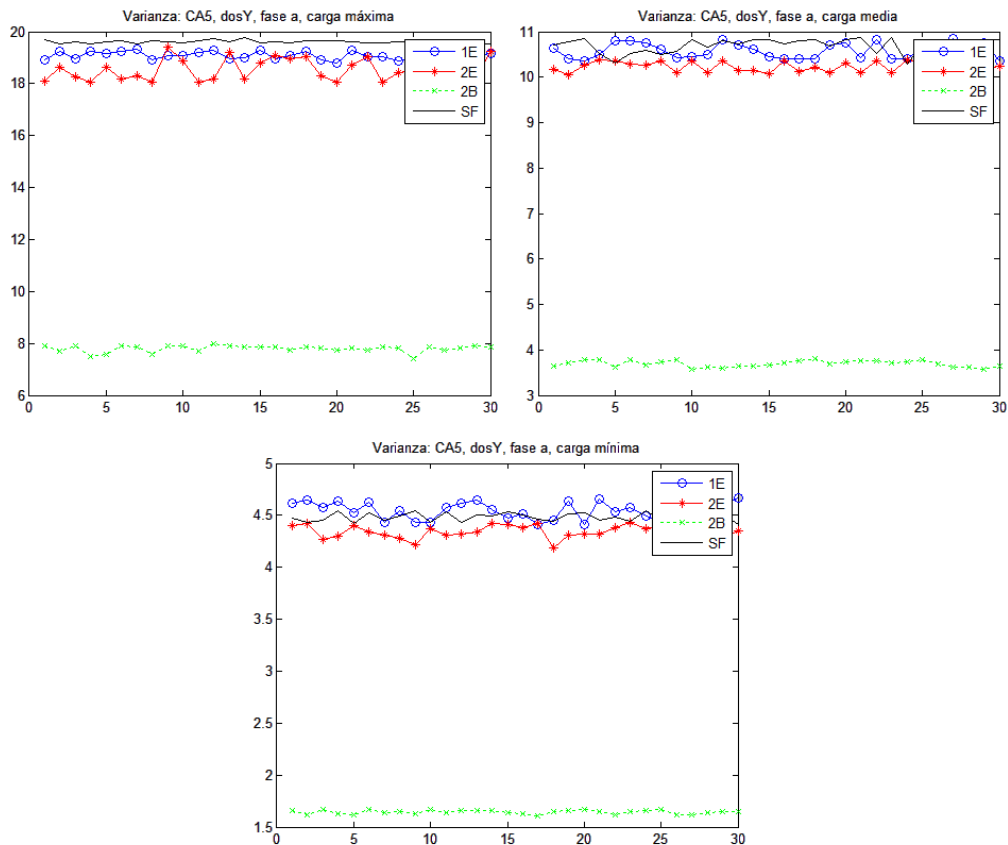 Varianza: CA5, dosY, fase a, carga máxima
20
18
16
14
12
10
8
6
0 5 10 15 20 25 30
1E
2E
2B
SF
Varianza: CA5, dosY, fase a, carga media
11
10
9
8
7
6
5
4
3
0 5 10 15 20 25 30
1E
2E
2B
SF
Varianza: CA5, dosY, fase a, carga mínima
5
4.5
4
3.5
3
2.5
2
1.5
0 5 10 15 20 25 30
1E
2E
2B
SF